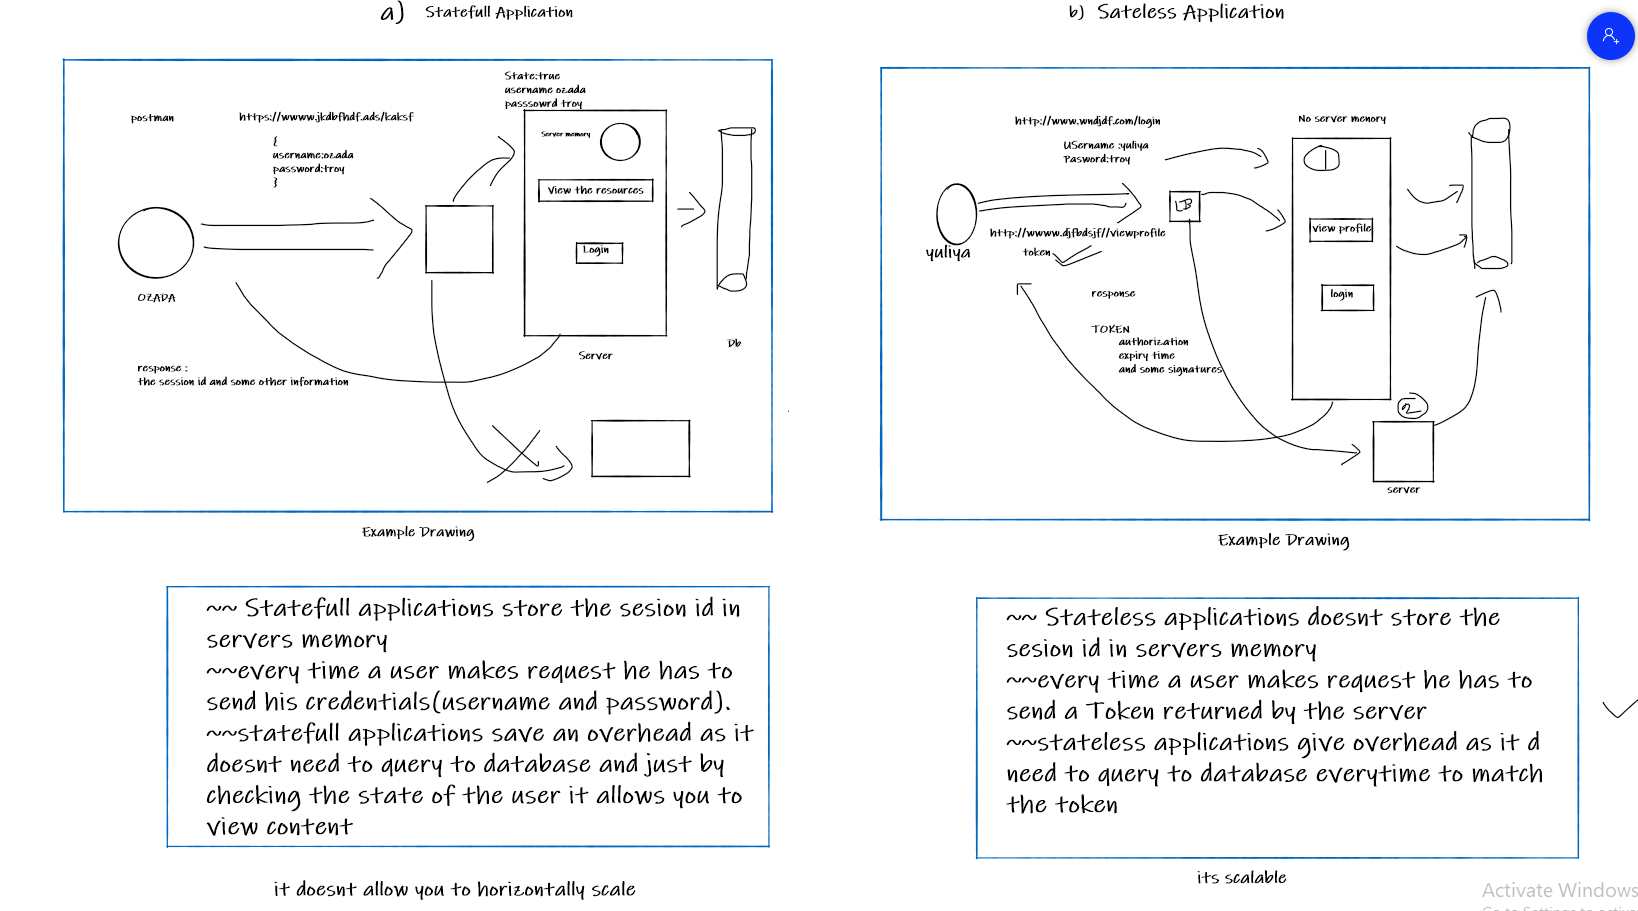 a) Statefull Application
State:true
username ozada
passsowrd troy
postman
https://wwww.jkdbfhdf.ads/kaksf
{
username:ozada
password:troy
}
Server memory
View the resources
Login
OZADA
Server
Db
response :
the session id and some other information
Example Drawing
~~ Statefull applications store the sesion id in
servers memory
~~every time a user makes request he has to
send his credentials(username and password).
~~statefull applications save an overhead as it
doesnt need to query to database and just by
checking the state of the user it allows you to
view content
it doesnt allow you to horizontally scale
b) Sateless Application
http://www.wndjdf.com/login
USername :yuliya
Pasword:troy
No server menory
1
LB
http://wwww.djfbdsjf//viewprofile
token
yuliya
view profile
login
response
TOKEN
authorization
expiry time
and some signatures
2
server
Example Drawing
~~ Stateless applications doesnt store the
sesion id in servers memory
~~every time a user makes request he has to
send a Token returned by the server
~~stateless applications give overhead as it d
need to query to database everytime to match
the token
its scalable
Activate Windows